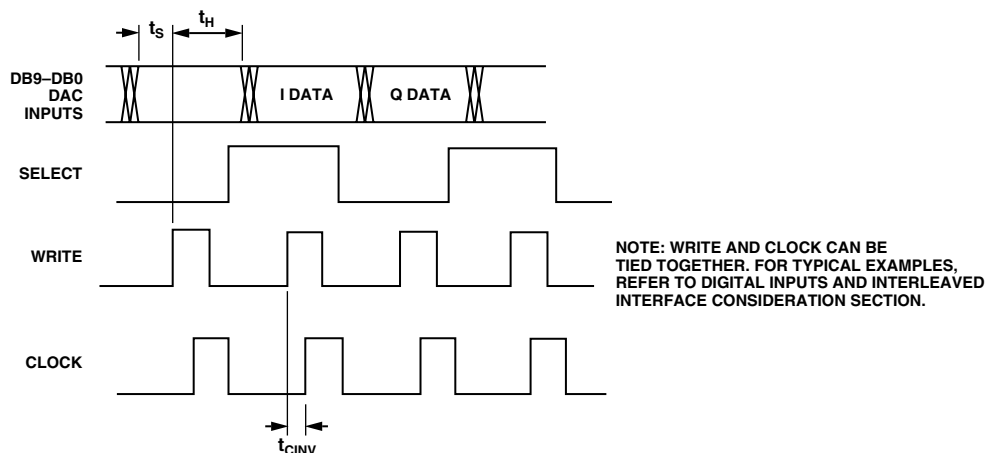 tS
tH
DB9–DB0
DAC
INPUTS
I DATA
Q DATA
SELECT
WRITE
NOTE: WRITE AND CLOCK CAN BE
TIED TOGETHER. FOR TYPICAL EXAMPLES,
REFER TO DIGITAL INPUTS AND INTERLEAVED
INTERFACE CONSIDERATION SECTION.
CLOCK
tCINV